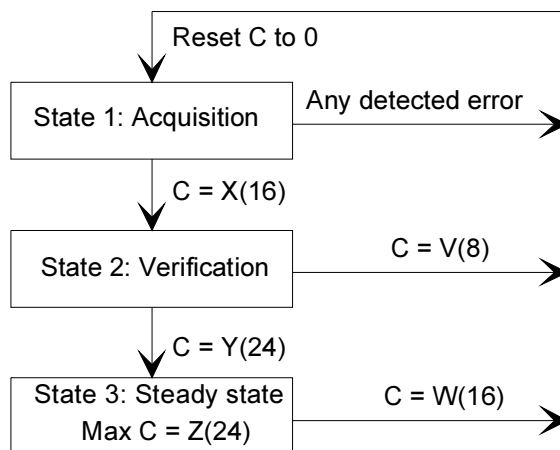 Reset C to 0
State 1: Acquisition
Any detected error
C = X(16)
State 2: Verification
C = V(8)
C = Y(24)
State 3: Steady state
Max C = Z(24)
C = W(16)